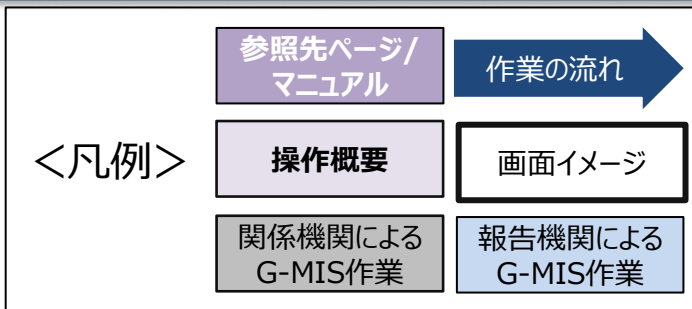 参照先ページ/
マニュアル
作業の流れ
＜凡例＞
操作概要
画面イメージ
関係機関による
G-MIS作業
報告機関による
G-MIS作業